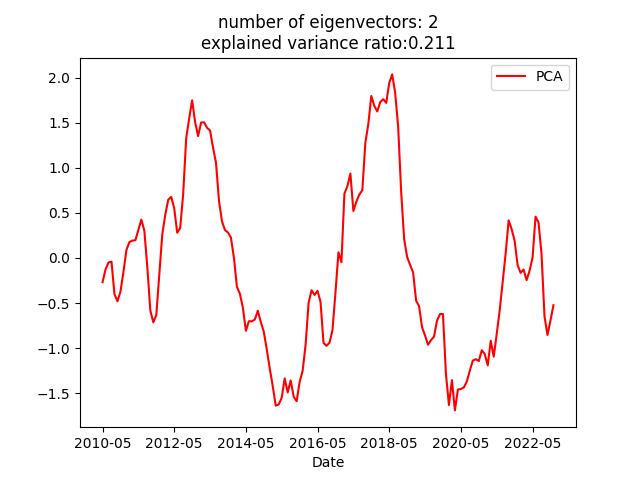 number of eigenvectors: 2
explained variance ratio:0.211
PCA
2.0
1.5
1.0
0.5
0.0
−0.5
−1.0
−1.5
2010-05 2012-05 2014-05 2016-05 2018-05 2020-05 2022-05
Date